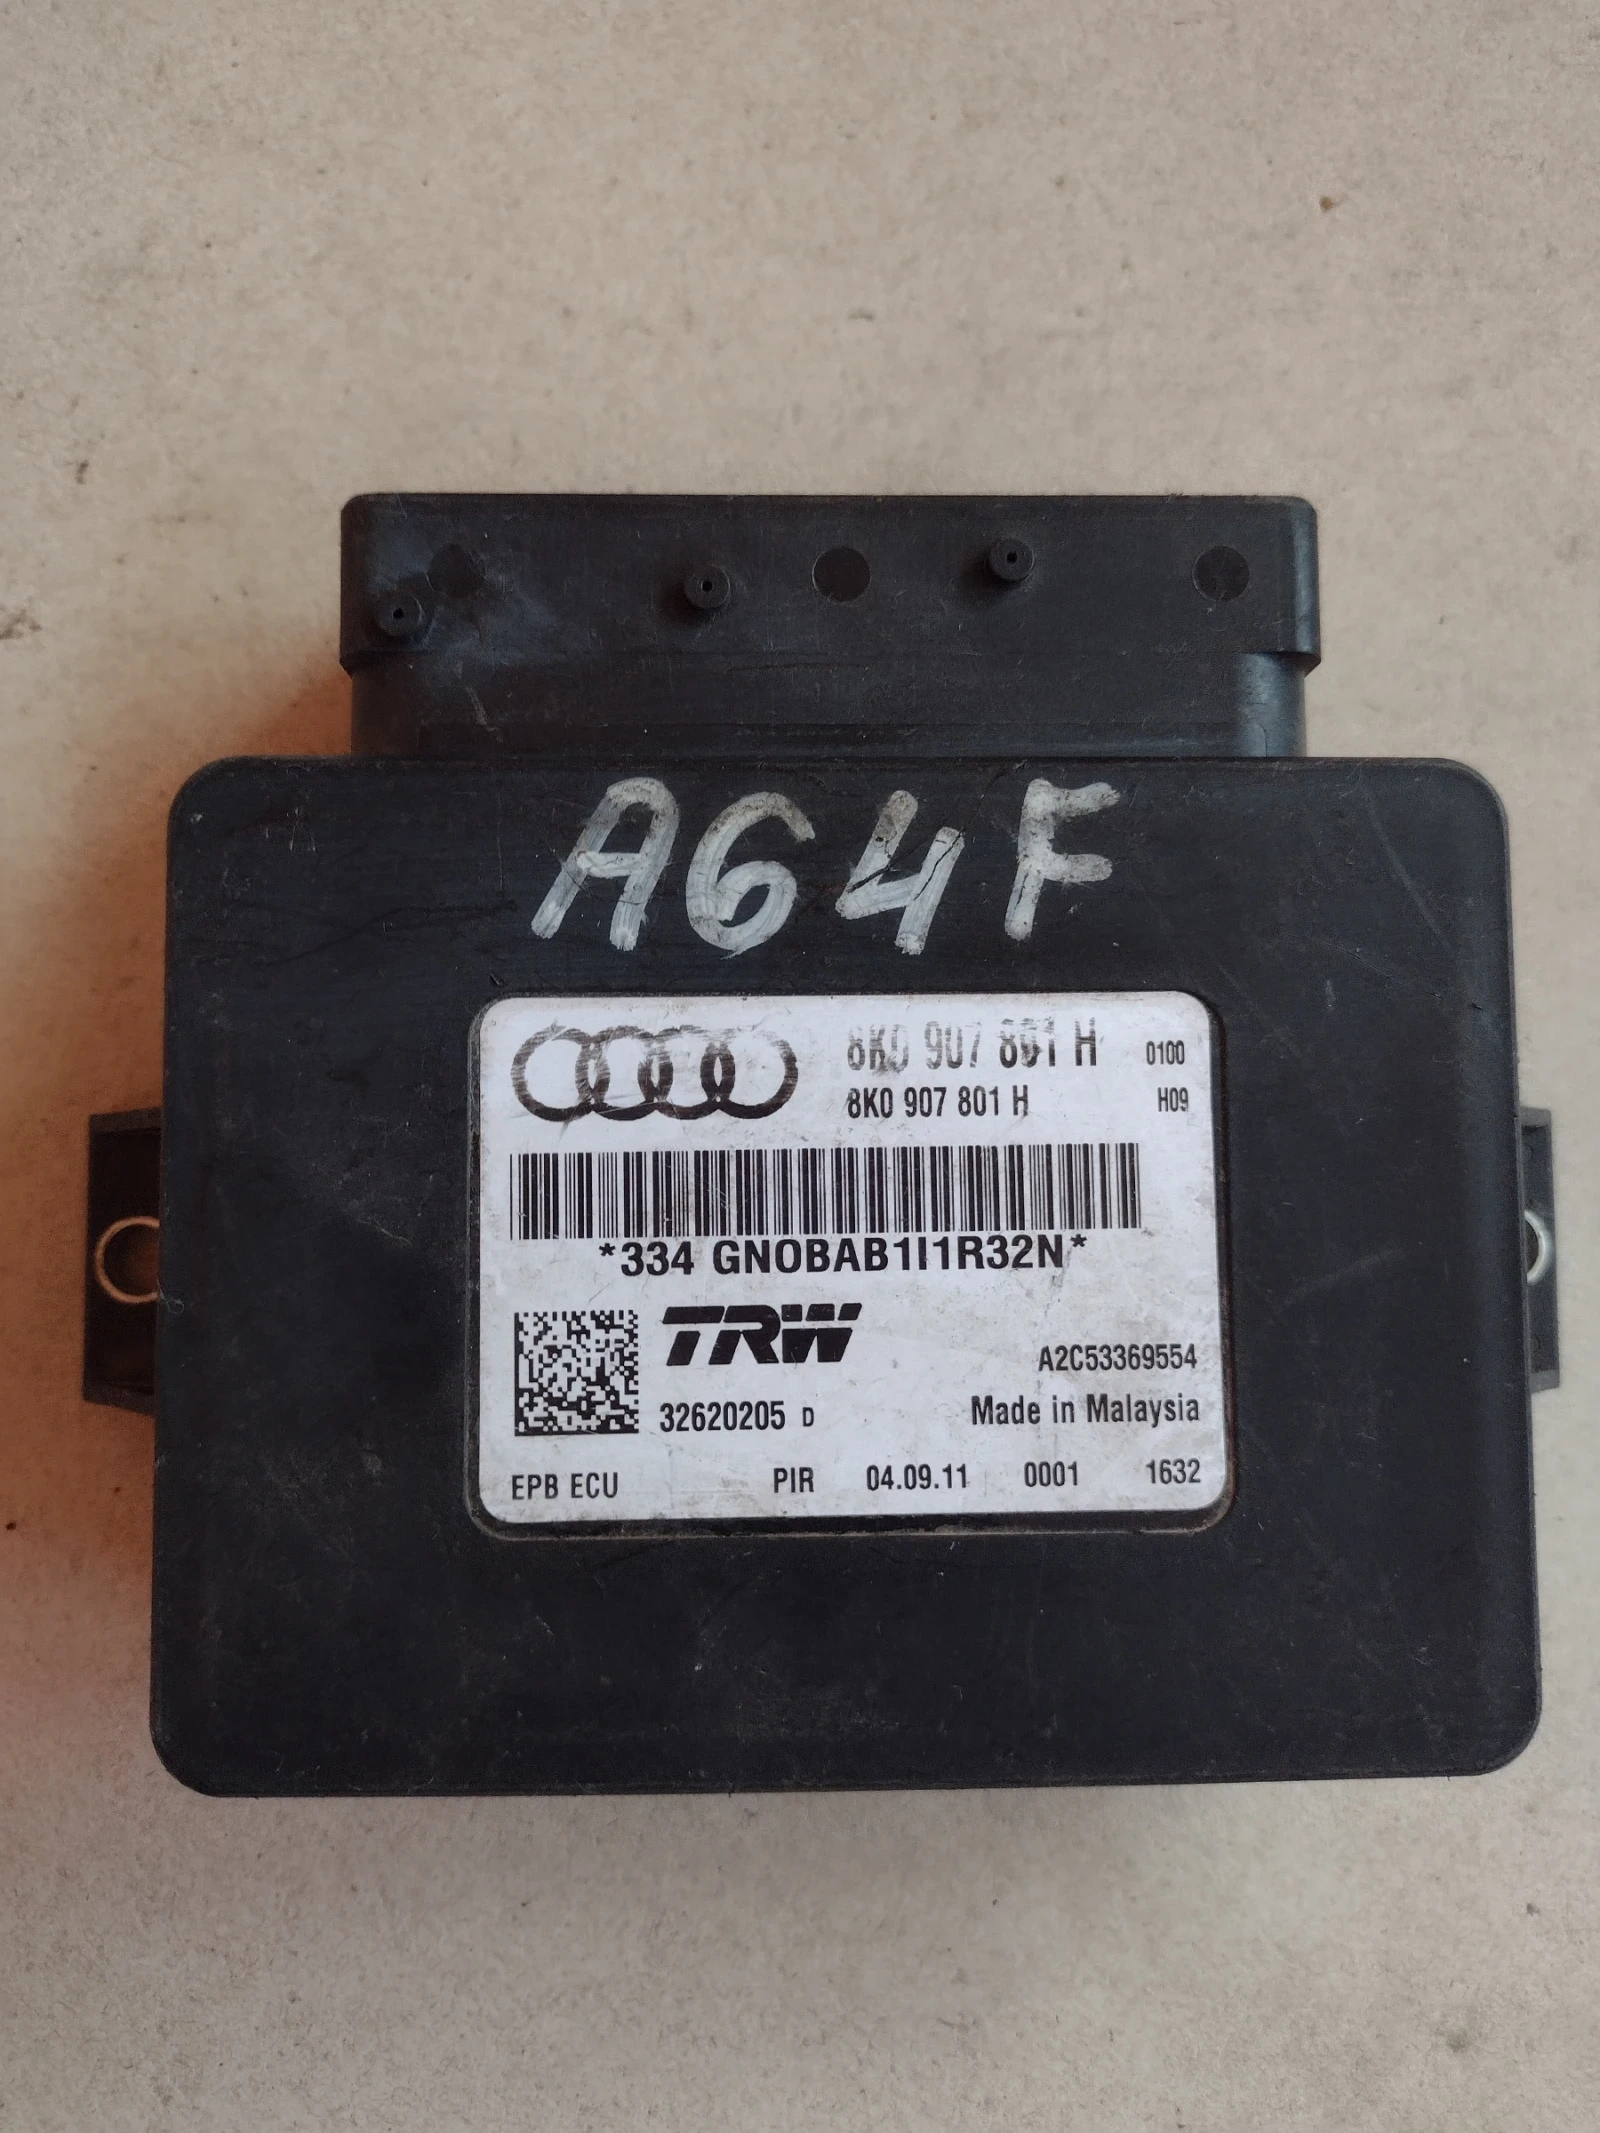 A64F
8K0 907 801 H 0100
8K0 907 801 H H09
*334 GNOBAB1I1R32N*
TRW
A2C53369554
32620205 D Made in Malaysia
EPB ECU PIR 04.09.11 0001 1632